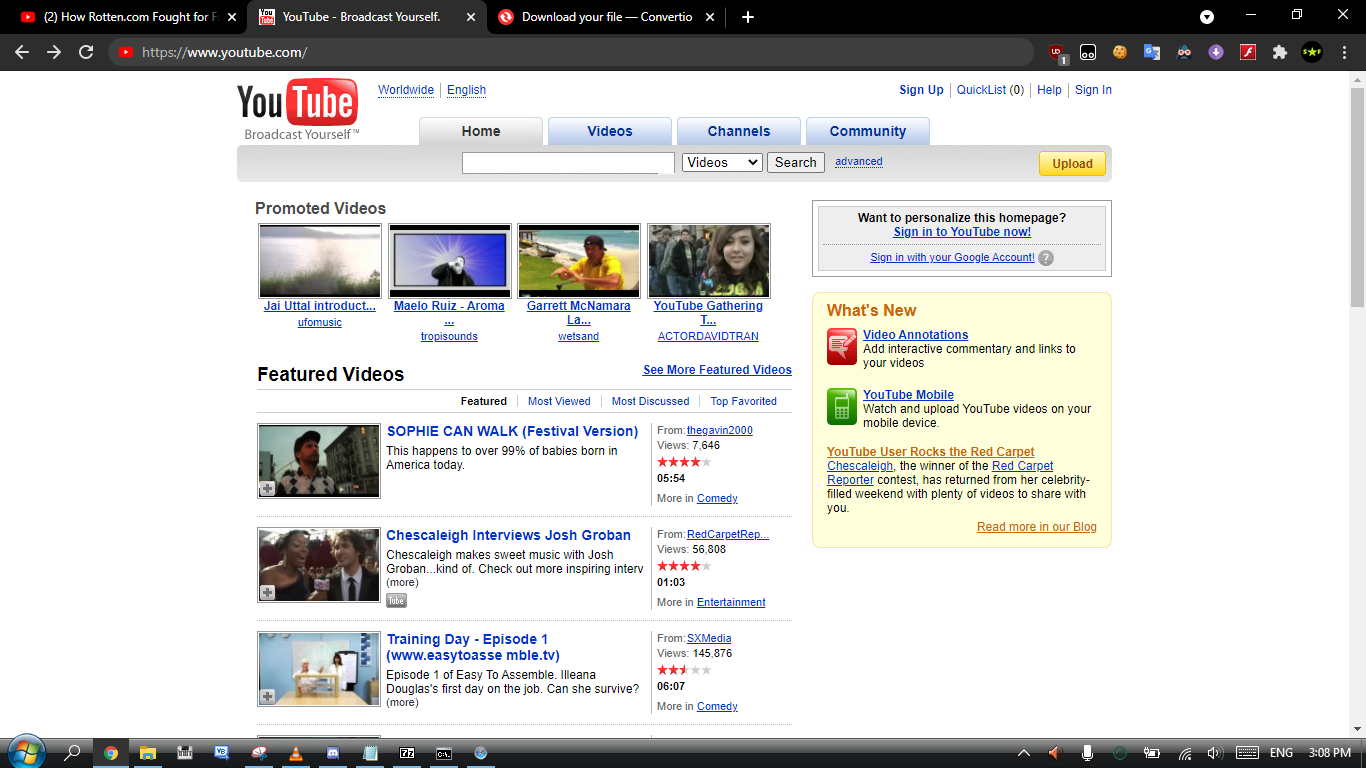 (2) How Rotten.com Fought for F
YouTube - Broadcast Yourself.
Download your file — Convertio
https://www.youtube.com/
1
S★F
YouTube
Broadcast Yourself™
Worldwide
English
Sign Up
QuickList (0)
Help
Sign In
Home
Videos
Channels
Community
Videos
Search
advanced
Upload
Promoted Videos
Jai Uttal introduct...
ufomusic
Maelo Ruiz - Aroma
...
tropisounds
Garrett McNamara
La...
wetsand
YouTube Gathering
T...
ACTORDAVIDTRAN
Want to personalize this homepage?
Sign in to YouTube now!
Sign in with your Google Account! ?
What's New
Video Annotations
Add interactive commentary and links to
your videos
YouTube Mobile
Watch and upload YouTube videos on your
mobile device.
YouTube User Rocks the Red Carpet
Chescaleigh, the winner of the Red Carpet
Reporter contest, has returned from her celebrity-
filled weekend with plenty of videos to share with
you.
Read more in our Blog
Featured Videos
See More Featured Videos
Featured
Most Viewed
Most Discussed
Top Favorited
SOPHIE CAN WALK (Festival Version)
This happens to over 99% of babies born in
America today.
From: thegavin2000
Views: 7,646
05:54
More in Comedy
Chescaleigh Interviews Josh Groban
Chescaleigh makes sweet music with Josh
Groban...kind of. Check out more inspiring interv
(more)
Tube
From: RedCarpetRep...
Views: 56,808
01:03
More in Entertainment
Training Day - Episode 1
(www.easytoasse mble.tv)
Episode 1 of Easy To Assemble. Illeana
Douglas's first day on the job. Can she survive?
(more)
From: SXMedia
Views: 145,876
06:07
More in Comedy
ENG
3:08 PM